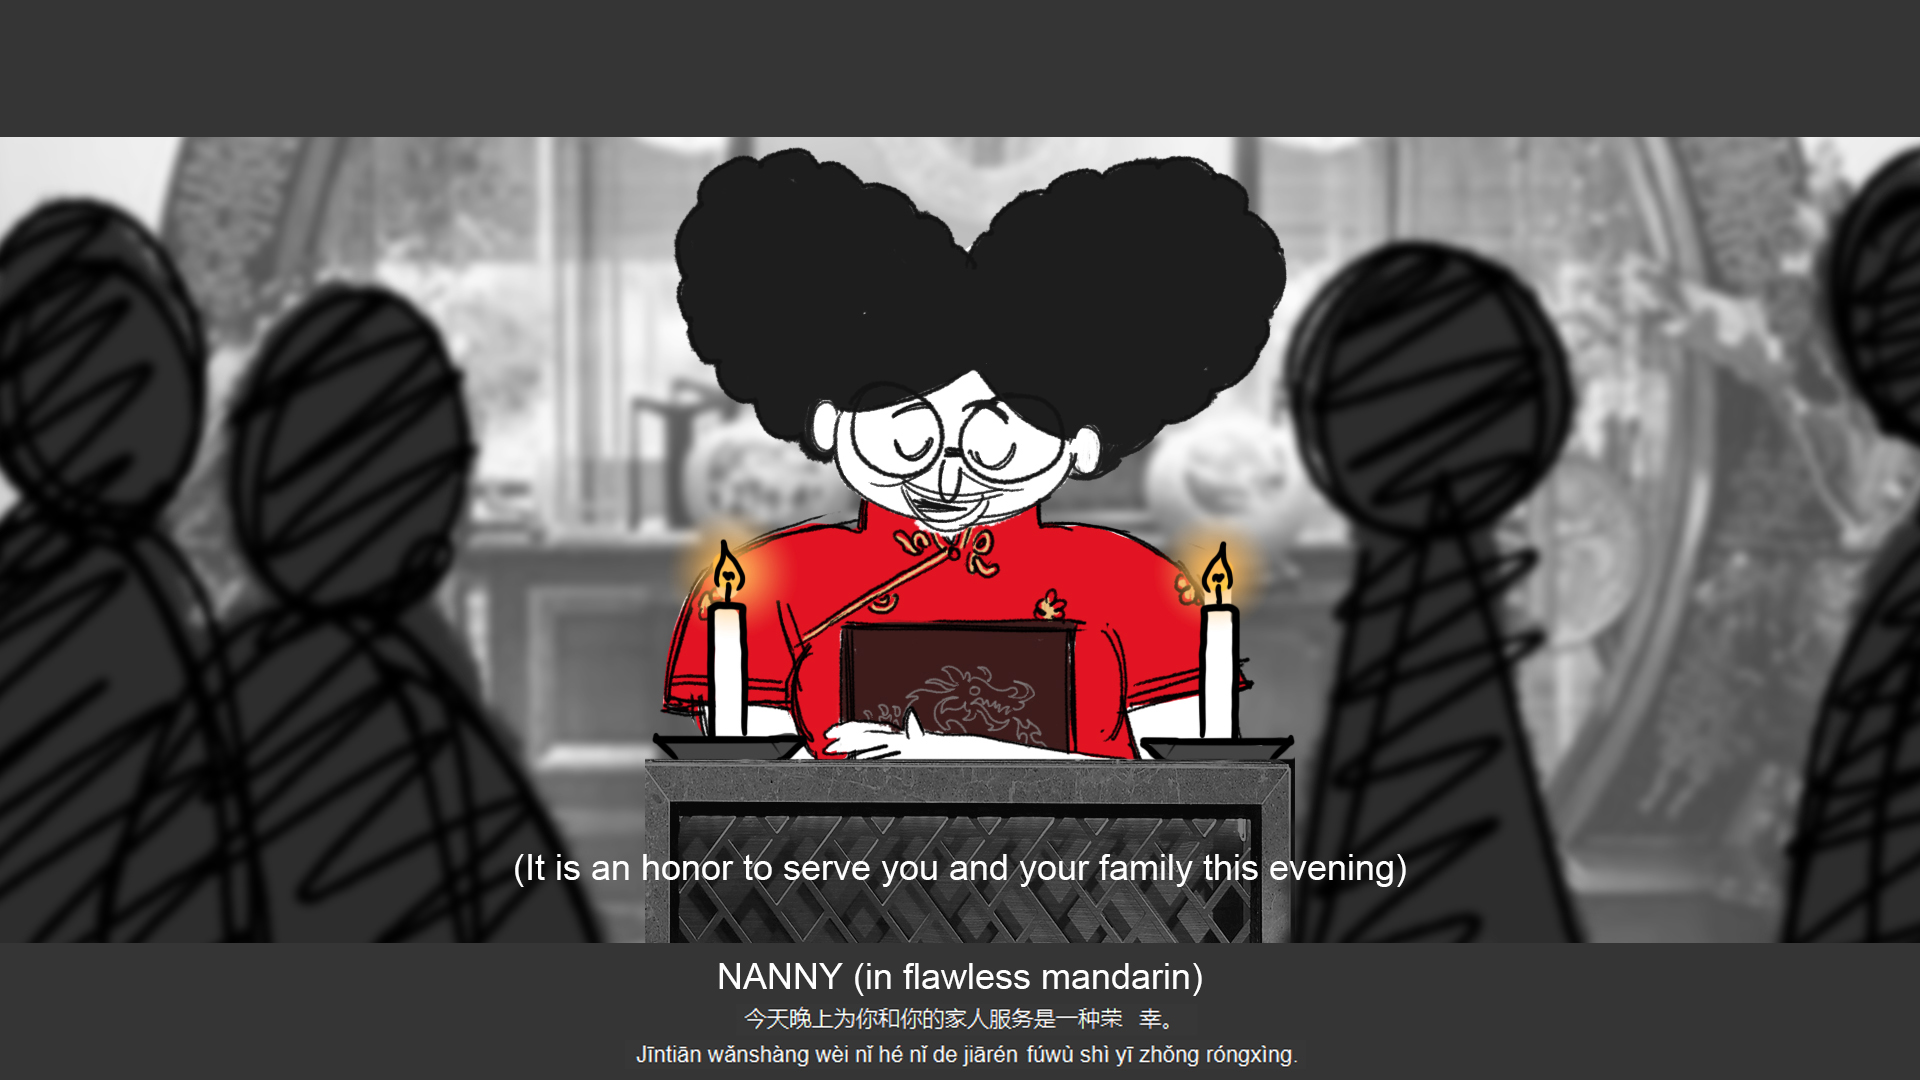 (It is an honor to serve you and your family this evening)
NANNY (in flawless mandarin)
今天晚上为你和你的家人服务是一种荣 幸。
Jīntiān wǎnshàng wèi nǐ hé nǐ de jiārén fúwù shì yī zhǒng róngxìng.